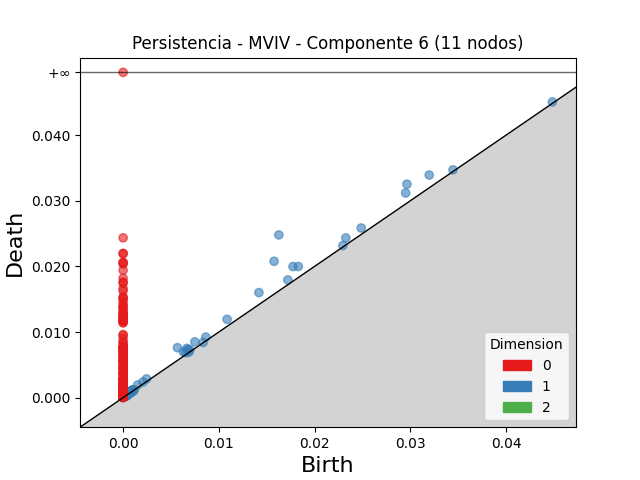 Persistencia - MVIV - Componente 6 (11 nodos)
+∞
0.040
0.030
0.020
0.010
0.000
Death
0.00 0.01 0.02 0.03 0.04
Birth
Dimension
0
1
2